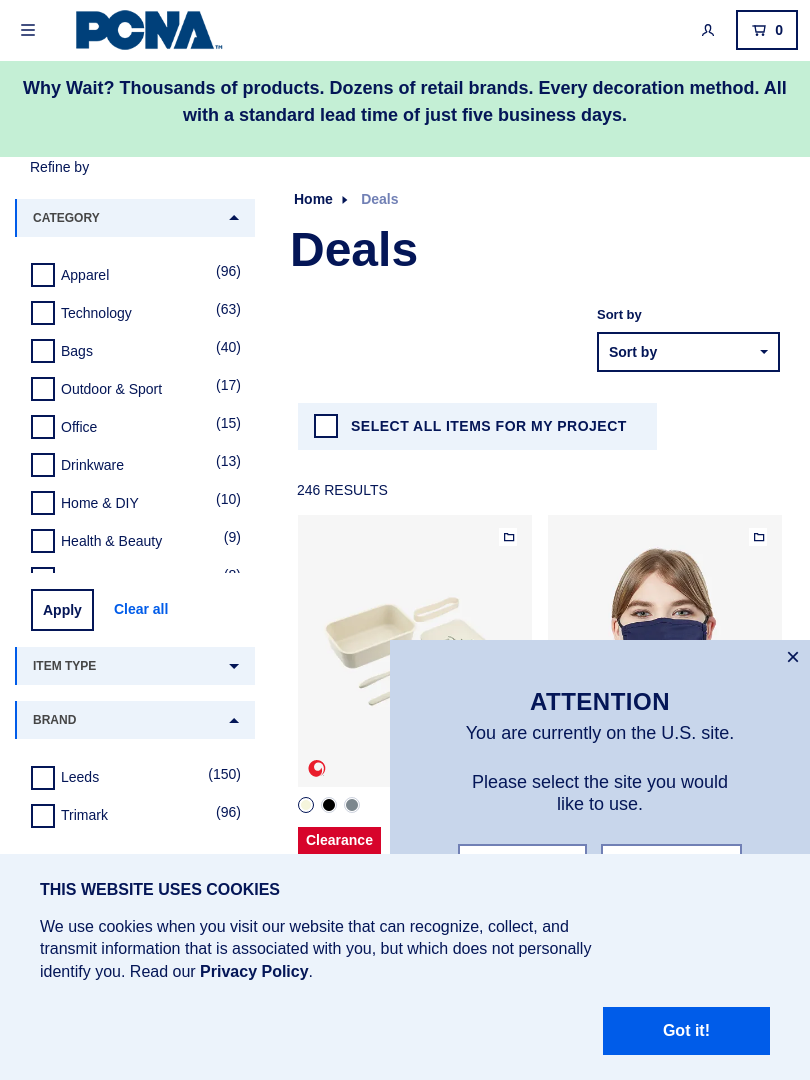 PCNA™
0
Why Wait? Thousands of products. Dozens of retail brands. Every decoration method. All
with a standard lead time of just five business days.
Refine by
CATEGORY
Apparel (96)
Technology (63)
Bags (40)
Outdoor & Sport (17)
Office (15)
Drinkware (13)
Home & DIY (10)
Health & Beauty (9)
Apply Clear all
ITEM TYPE
BRAND
Leeds (150)
Trimark (96)
Home Deals
Deals
Sort by
Sort by
SELECT ALL ITEMS FOR MY PROJECT
246 RESULTS
Clearance
ATTENTION
You are currently on the U.S. site.
Please select the site you would
like to use.
THIS WEBSITE USES COOKIES
We use cookies when you visit our website that can recognize, collect, and
transmit information that is associated with you, but which does not personally
identify you. Read our Privacy Policy.
Got it!